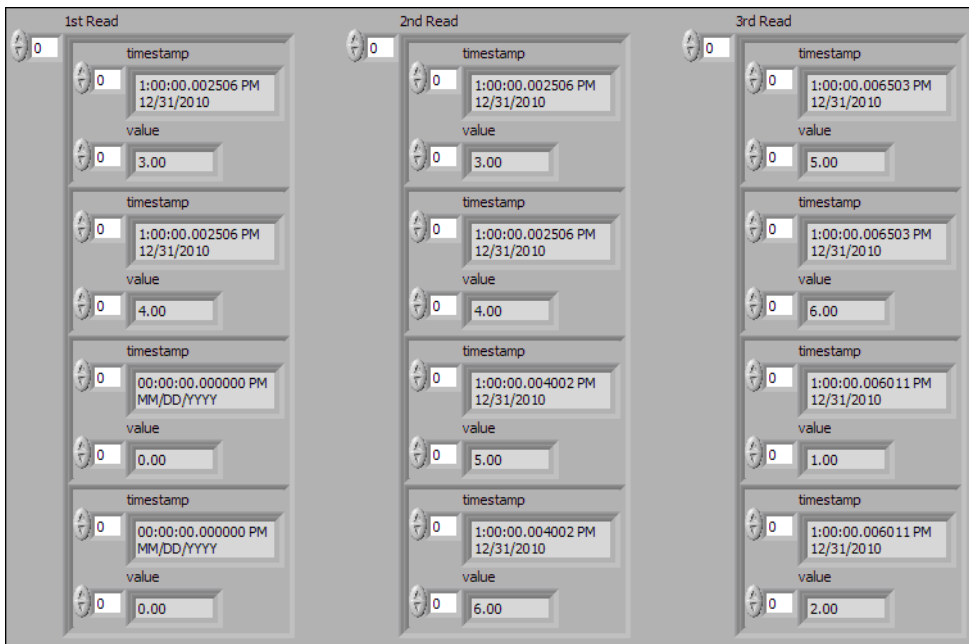 1st Read
0
timestamp
0
1:00:00.002506 PM
12/31/2010
value
0
3.00
timestamp
0
1:00:00.002506 PM
12/31/2010
value
0
4.00
timestamp
0
00:00:00.000000 PM
MM/DD/YYYY
value
0
0.00
timestamp
0
00:00:00.000000 PM
MM/DD/YYYY
value
0
0.00
2nd Read
0
timestamp
0
1:00:00.002506 PM
12/31/2010
value
0
3.00
timestamp
0
1:00:00.002506 PM
12/31/2010
value
0
4.00
timestamp
0
1:00:00.004002 PM
12/31/2010
value
0
5.00
timestamp
0
1:00:00.004002 PM
12/31/2010
value
0
6.00
3rd Read
0
timestamp
0
1:00:00.006503 PM
12/31/2010
value
0
5.00
timestamp
0
1:00:00.006503 PM
12/31/2010
value
0
6.00
timestamp
0
1:00:00.006011 PM
12/31/2010
value
0
1.00
timestamp
0
1:00:00.006011 PM
12/31/2010
value
0
2.00